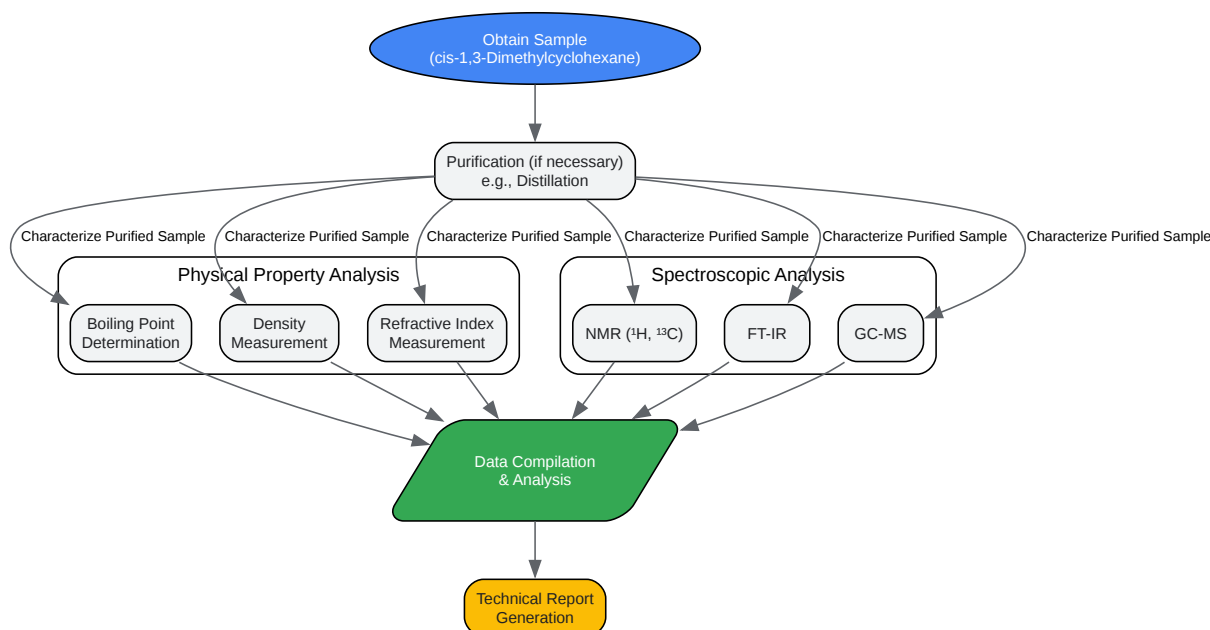 Obtain Sample
(cis-1,3-Dimethylcyclohexane)
Purification (if necessary)
e.g., Distillation
Characterize Purified Sample
Characterize Purified Sample
Characterize Purified Sample
Characterize Purified Sample
Characterize Purified Sample
Characterize Purified Sample
Physical Property Analysis
Spectroscopic Analysis
Boiling Point
Determination
Density
Measurement
Refractive Index
Measurement
NMR (¹H, ¹³C)
FT-IR
GC-MS
Data Compilation
& Analysis
Technical Report
Generation